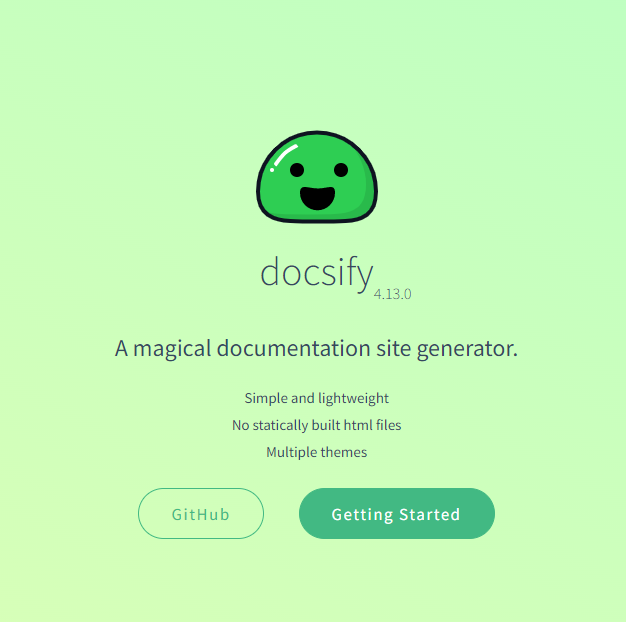 docsify
4.13.0
A magical documentation site generator.
Simple and lightweight
No statically built html files
Multiple themes
GitHub
Getting Started